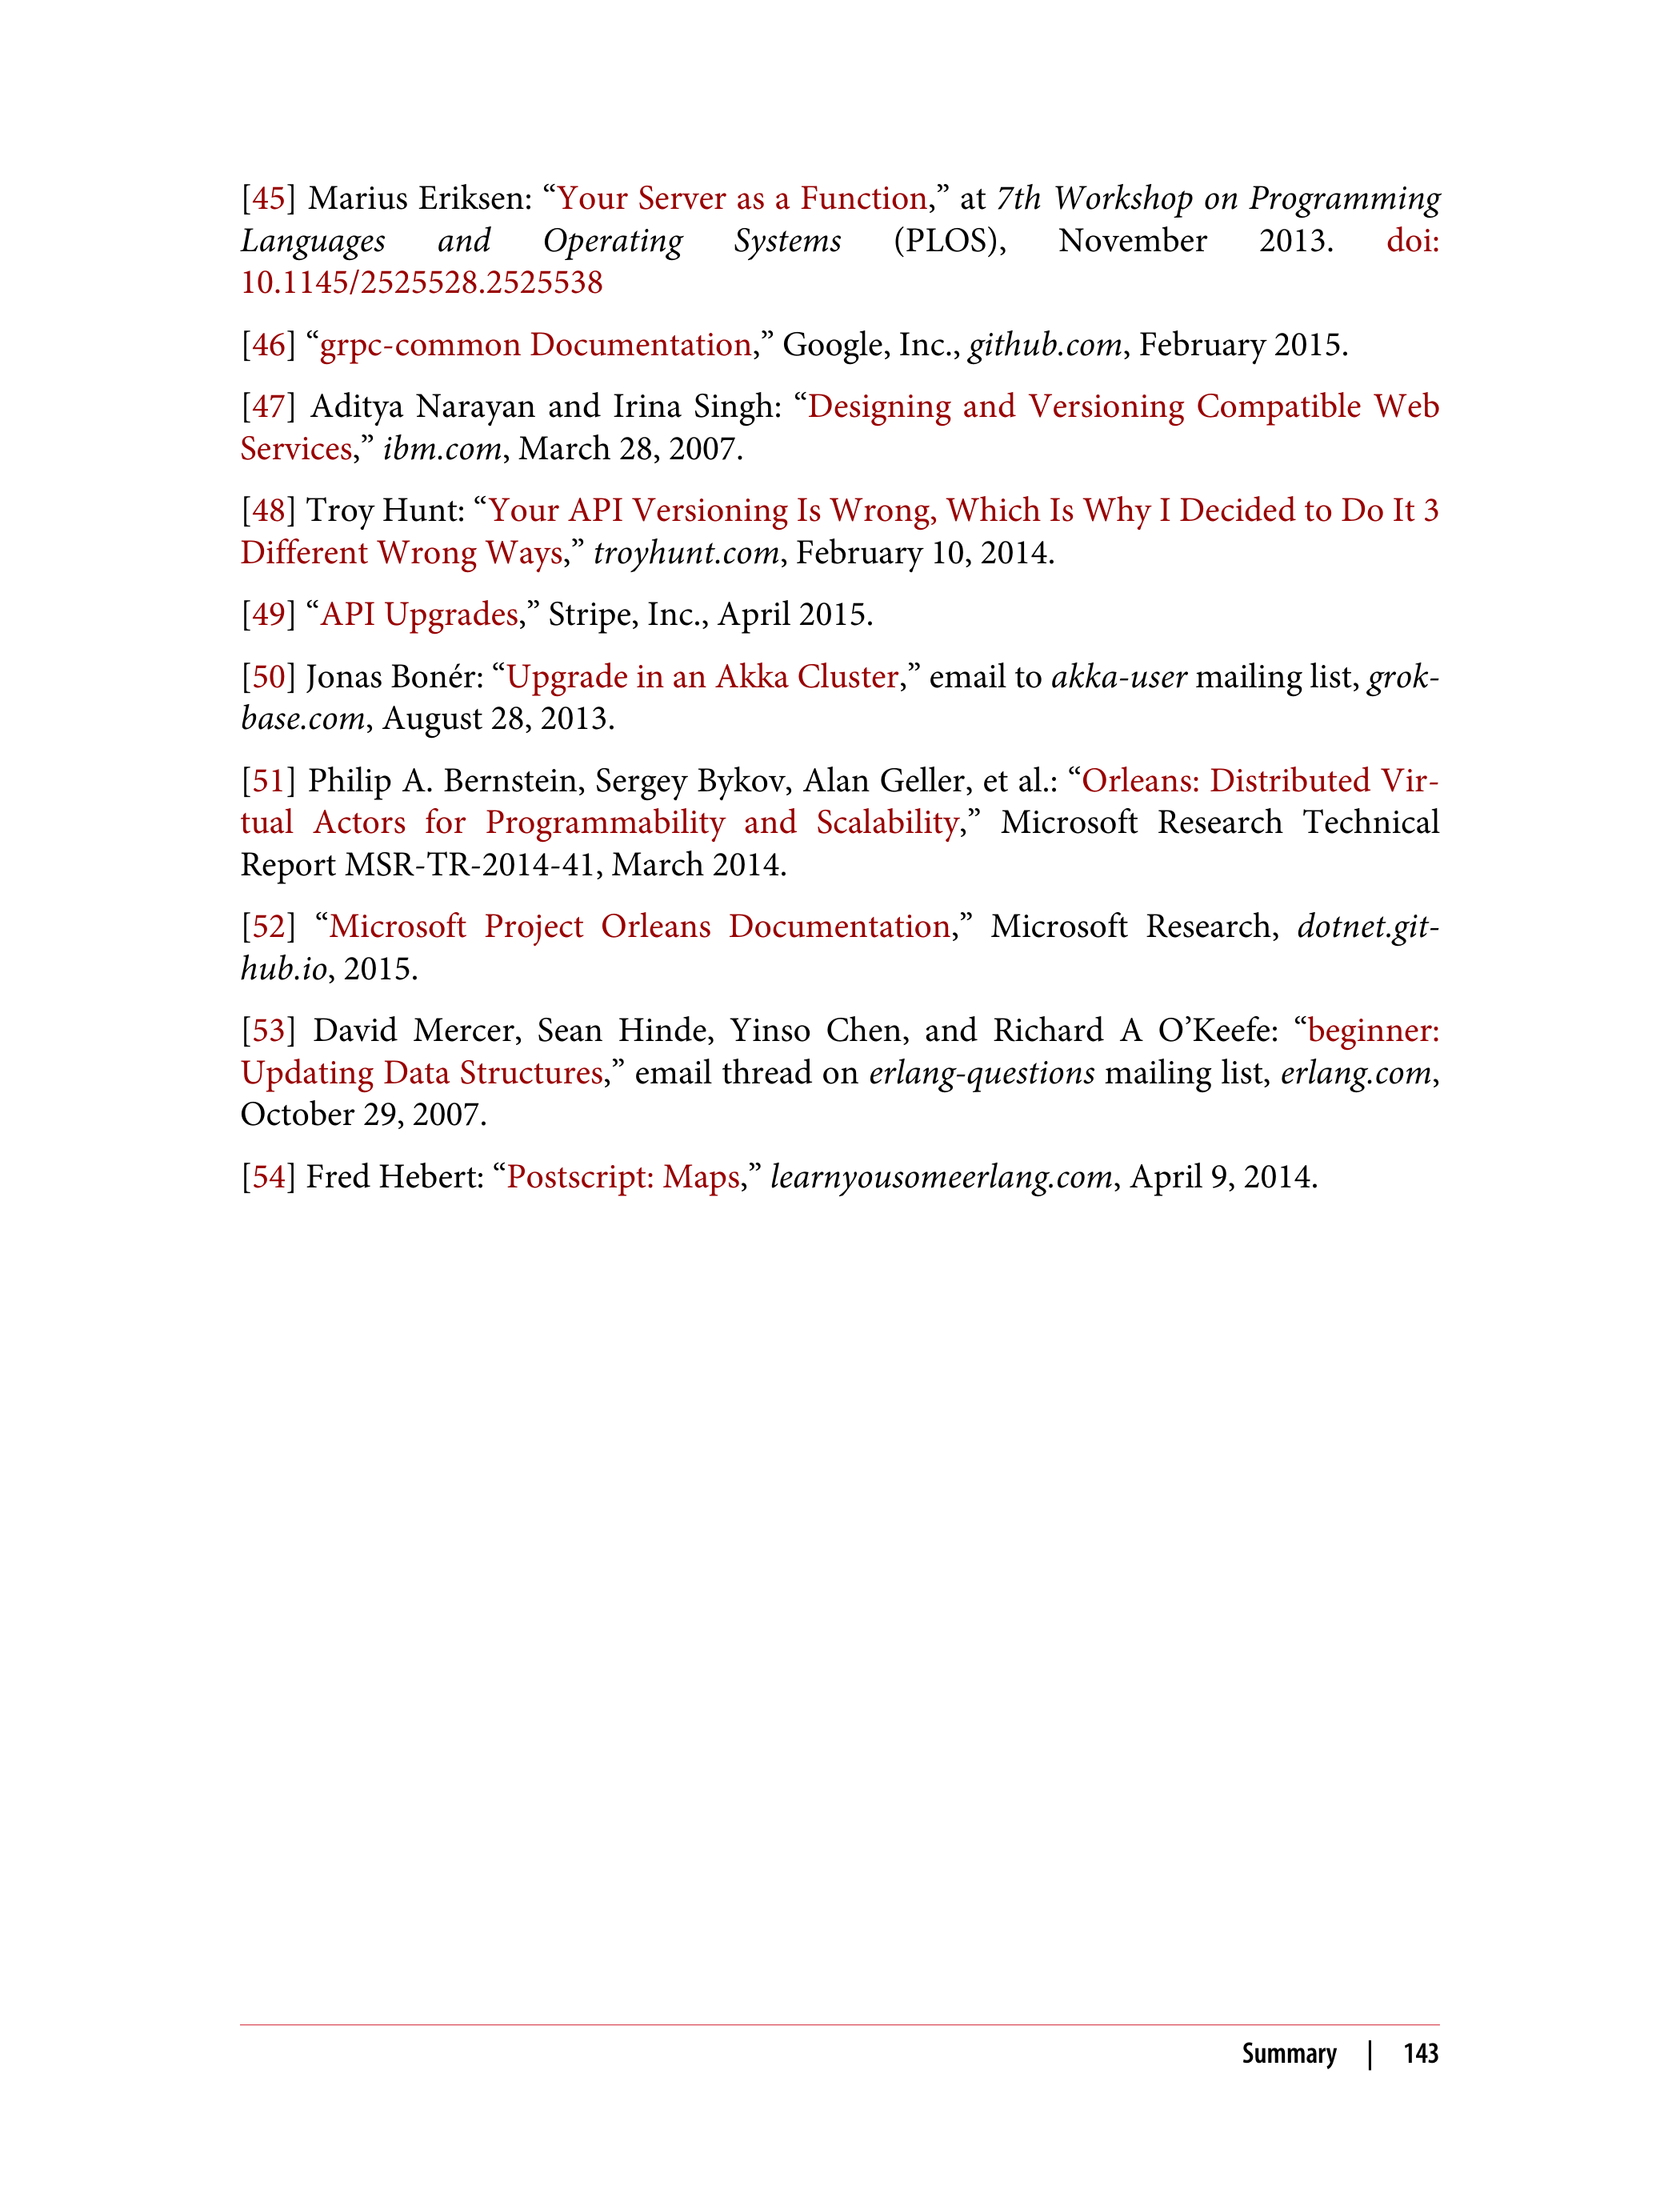 [45] Marius Eriksen: “Your Server as a Function,” at 7th Workshop on Programming
Languages and Operating Systems (PLOS), November 2013. doi:
10.1145/2525528.2525538
[46] “grpc-common Documentation,” Google, Inc., github.com, February 2015.
[47] Aditya Narayan and Irina Singh: “Designing and Versioning Compatible Web
Services,” ibm.com, March 28, 2007.
[48] Troy Hunt: “Your API Versioning Is Wrong, Which Is Why I Decided to Do It 3
Different Wrong Ways,” troyhunt.com, February 10, 2014.
[49] “API Upgrades,” Stripe, Inc., April 2015.
[50] Jonas Bonér: “Upgrade in an Akka Cluster,” email to akka-user mailing list, grok-
base.com, August 28, 2013.
[51] Philip A. Bernstein, Sergey Bykov, Alan Geller, et al.: “Orleans: Distributed Vir-
tual Actors for Programmability and Scalability,” Microsoft Research Technical
Report MSR-TR-2014-41, March 2014.
[52] “Microsoft Project Orleans Documentation,” Microsoft Research, dotnet.git-
hub.io, 2015.
[53] David Mercer, Sean Hinde, Yinso Chen, and Richard A O’Keefe: “beginner:
Updating Data Structures,” email thread on erlang-questions mailing list, erlang.com,
October 29, 2007.
[54] Fred Hebert: “Postscript: Maps,” learnyousomeerlang.com, April 9, 2014.
Summary | 143